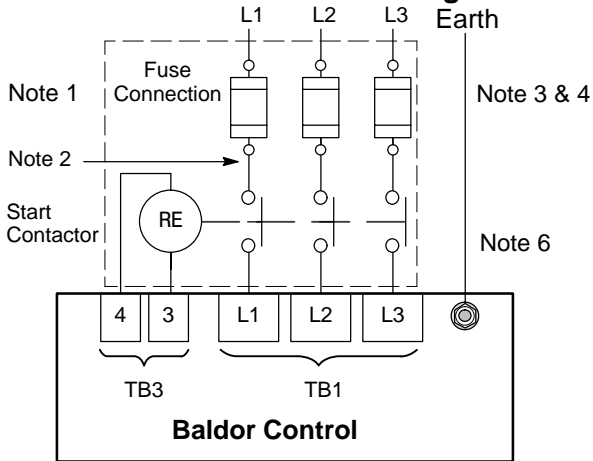 L1 L2 L3 Earth
Fuse
Connection
Note 1
Note 3 & 4
Note 2
Start
Contactor
RE
Note 6
4 3 L1 L2 L3
TB3 TB1
Baldor Control